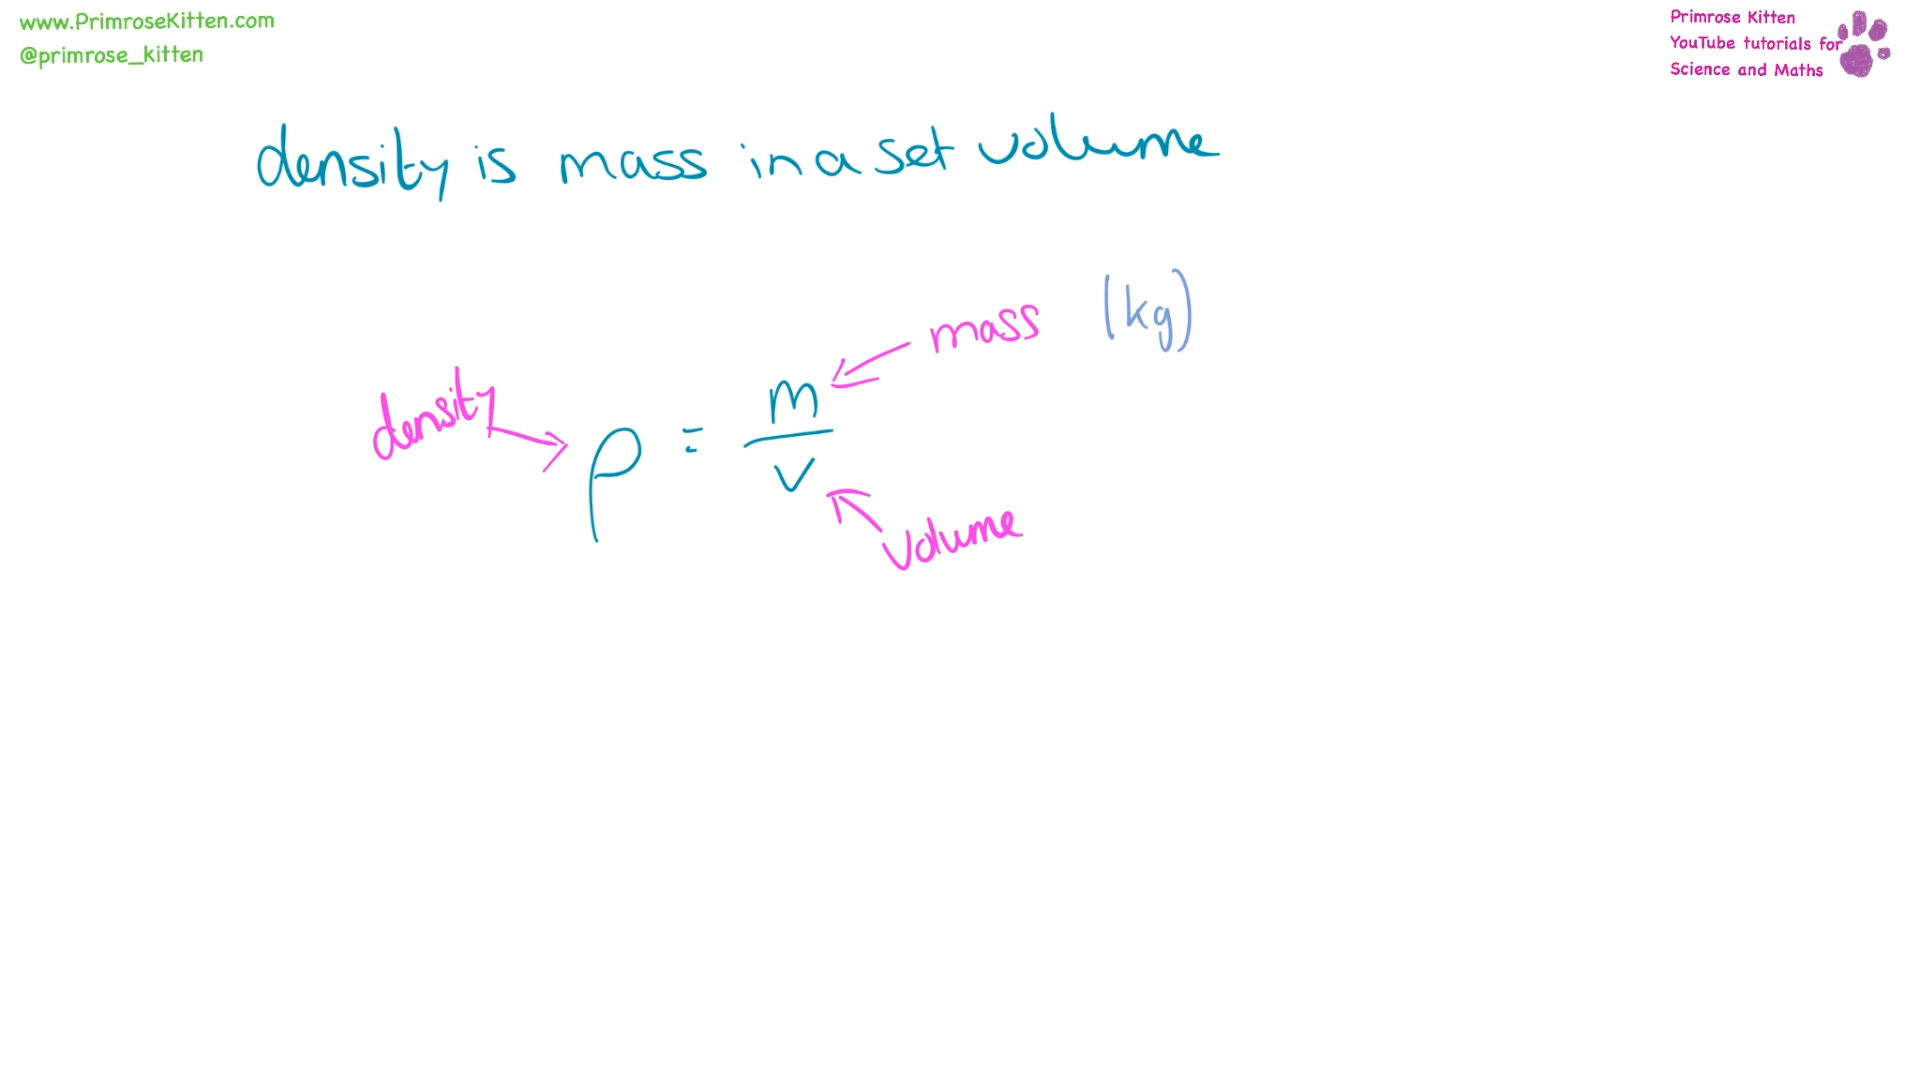 www.PrimroseKitten.com
@primrose_kitten
Primrose Kitten
YouTube tutorials for
Science and Maths
density is mass in a set volume
mass (kg)
density
ρ = m/v
volume